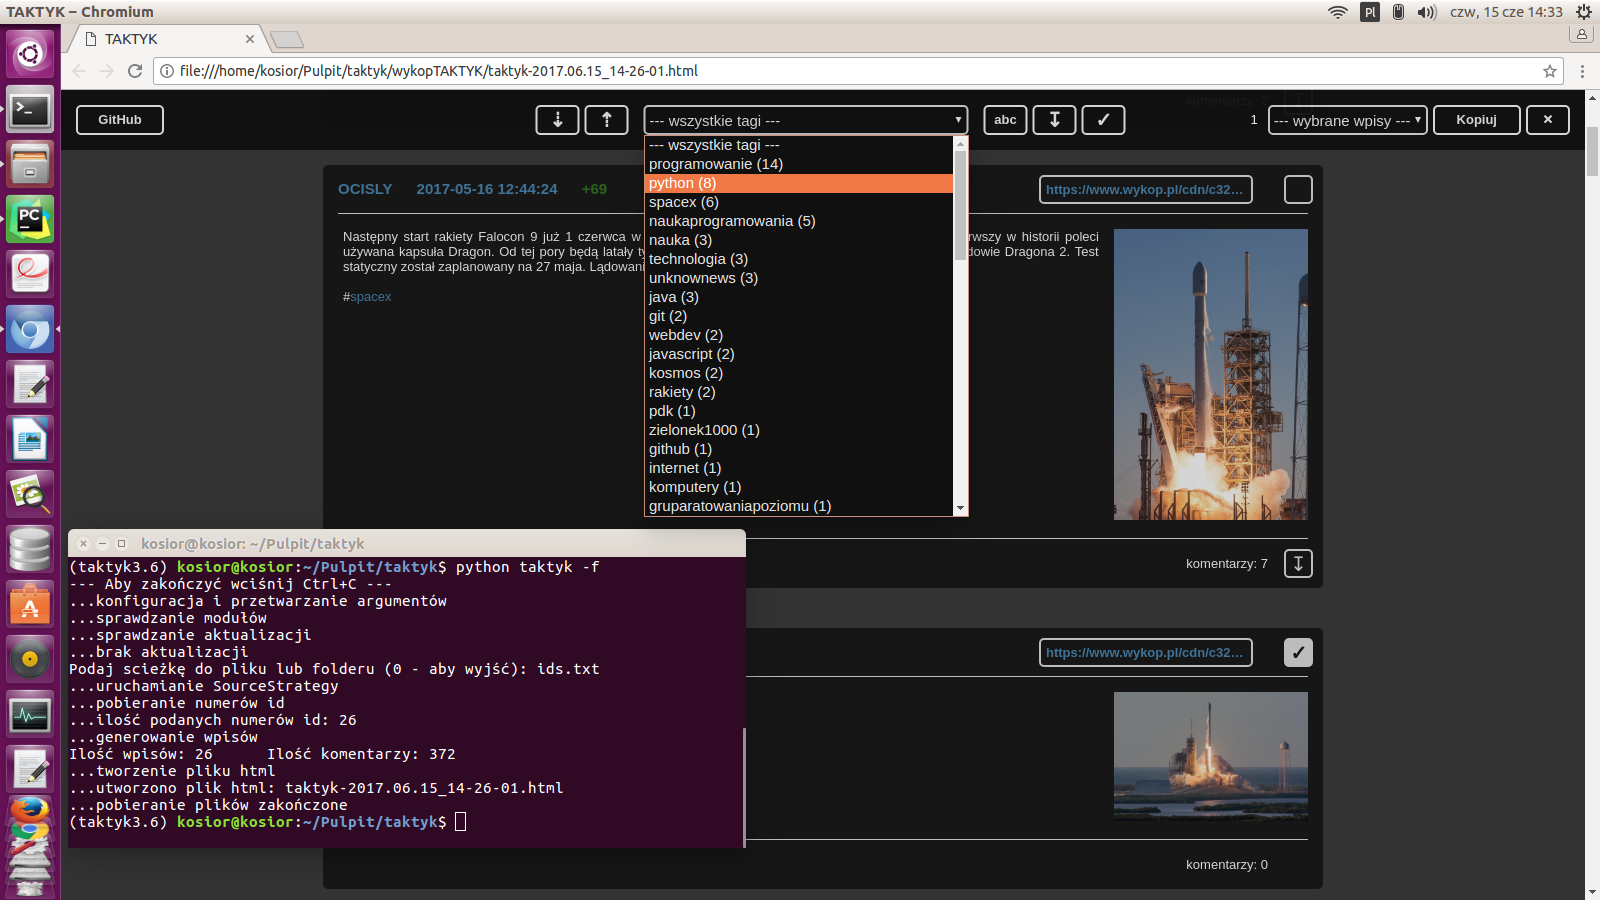 TAKTYK – Chromium
Pl
czw, 15 cze 14:33
TAKTYK
file:///home/kosior/Pulpit/taktyk/wykopTAKTYK/taktyk-2017.06.15_14-26-01.html
GitHub
--- wszystkie tagi ---
abc
1
--- wybrane wpisy ---
Kopiuj
komentarzy: 2
--- wszystkie tagi ---
programowanie (14)
python (8)
spacex (6)
naukaprogramowania (5)
nauka (3)
technologia (3)
unknownews (3)
java (3)
git (2)
webdev (2)
javascript (2)
kosmos (2)
rakiety (2)
pdk (1)
zielonek1000 (1)
github (1)
internet (1)
komputery (1)
gruparatowaniapoziomu (1)
OCISLY 2017-05-16 12:44:24 +69
https://www.wykop.pl/cdn/c32...
Następny start rakiety Falocon 9 już 1 czerwca w rwszy w historii poleci
używana kapsuła Dragon. Od tej pory będą latały ty dowie Dragona 2. Test
statyczny został zaplanowany na 27 maja. Lądowani
#spacex
komentarzy: 7
https://www.wykop.pl/cdn/c32...
komentarzy: 0
kosior@kosior: ~/Pulpit/taktyk
(taktyk3.6) kosior@kosior:~/Pulpit/taktyk$ python taktyk -f
--- Aby zakończyć wciśnij Ctrl+C ---
...konfiguracja i przetwarzanie argumentów
...sprawdzanie modułów
...sprawdzanie aktualizacji
...brak aktualizacji
Podaj scieżkę do pliku lub folderu (0 - aby wyjść): ids.txt
...uruchamianie SourceStrategy
...pobieranie numerów id
...ilość podanych numerów id: 26
...generowanie wpisów
Ilość wpisów: 26 Ilość komentarzy: 372
...tworzenie pliku html
...utworzono plik html: taktyk-2017.06.15_14-26-01.html
...pobieranie plików zakończone
(taktyk3.6) kosior@kosior:~/Pulpit/taktyk$
PC